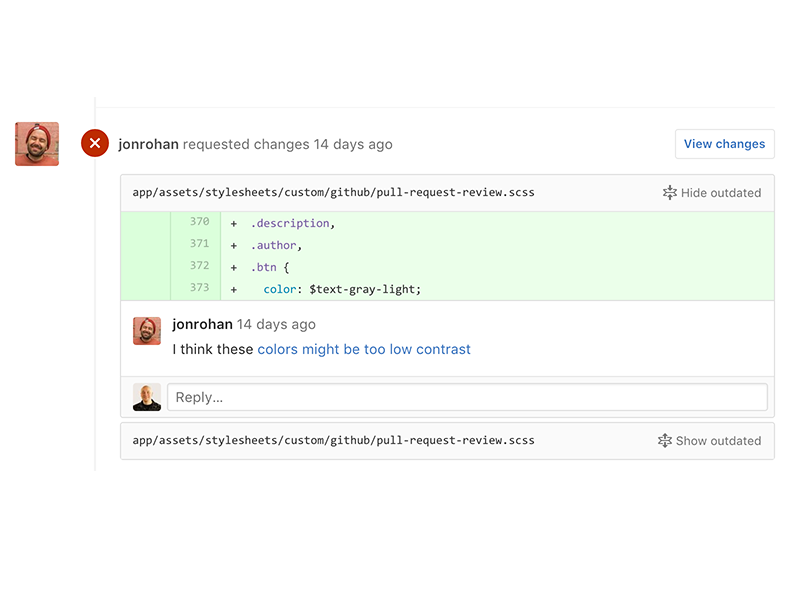 jonrohan requested changes 14 days ago
View changes
app/assets/stylesheets/custom/github/pull-request-review.scss
Hide outdated
370 + .description,
371 + .author,
372 + .btn {
373 + color: $text-gray-light;
jonrohan 14 days ago
I think these colors might be too low contrast
Reply...
app/assets/stylesheets/custom/github/pull-request-review.scss
Show outdated